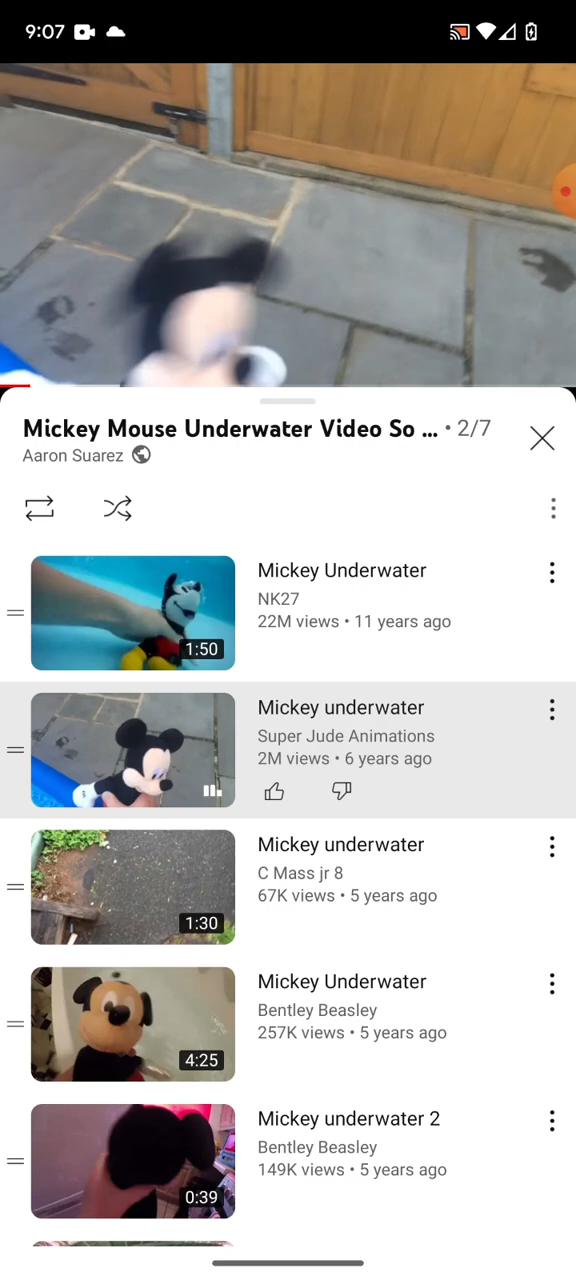 9:07
Mickey Mouse Underwater Video So ... • 2/7
Aaron Suarez
Mickey Underwater
NK27
22M views • 11 years ago
1:50
Mickey underwater
Super Jude Animations
2M views • 6 years ago
Mickey underwater
C Mass jr 8
67K views • 5 years ago
1:30
Mickey Underwater
Bentley Beasley
257K views • 5 years ago
4:25
Mickey underwater 2
Bentley Beasley
149K views • 5 years ago
0:39